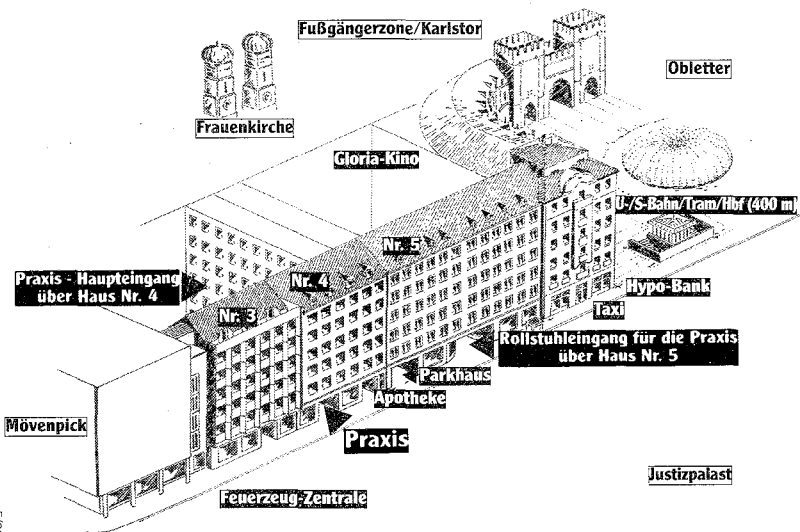 Fußgängerzone/Karlstor
Obletter
Frauenkirche
Gloria-Kino
U-/S-Bahn/Tram/Hbf (400 m)
Nr. 5
Praxis - Haupteingang
über Haus Nr. 4
Nr. 4
Nr. 3
Hypo-Bank
Taxi
Rollstuhleingang für die Praxis
über Haus Nr. 5
Parkhaus
Apotheke
Mövenpick
Praxis
Justizpalast
Feuerzeug-Zentrale